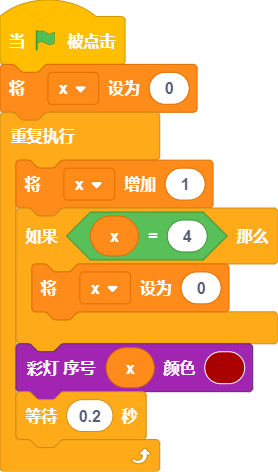 当 被点击
将 x 设为 0
重复执行
将 x 增加 1
如果 x = 4 那么
将 x 设为 0
彩灯 序号 x 颜色
等待 0.2 秒